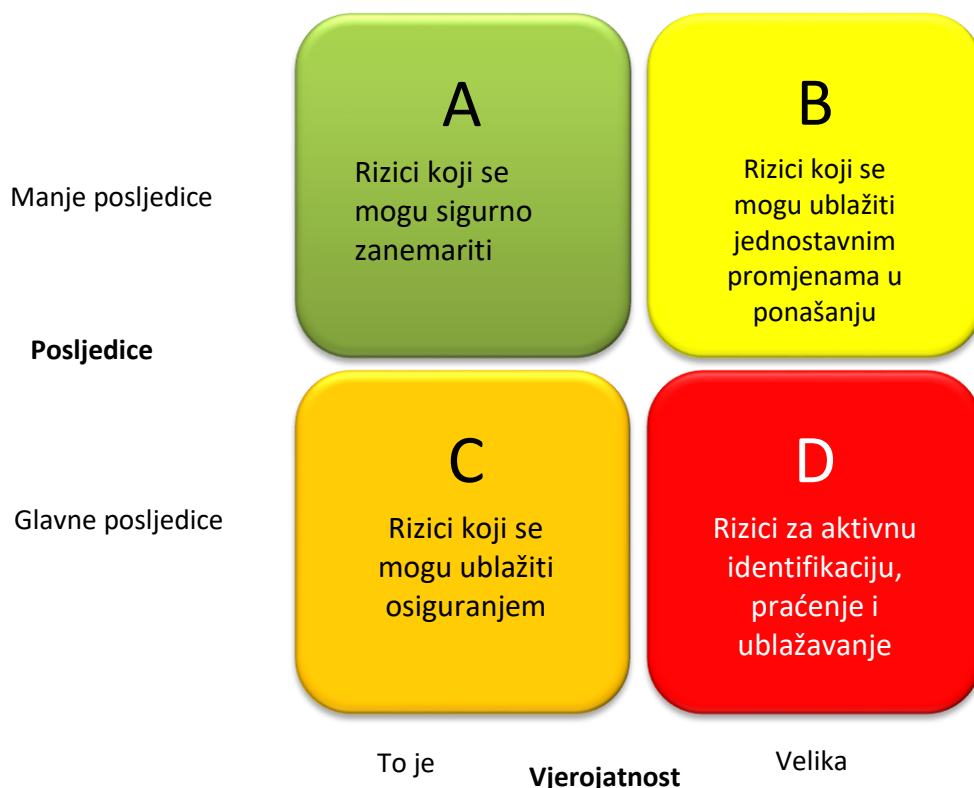 A
Rizici koji se
mogu sigurno
zanemariti
B
Rizici koji se
mogu ublažiti
jednostavnim
promjenama u
ponašanju
Manje posljedice
Posljedice
C
Rizici koji se
mogu ublažiti
osiguranjem
D
Rizici za aktivnu
identifikaciju,
praćenje i
ublažavanje
Glavne posljedice
To je
Vjerojatnost
Velika